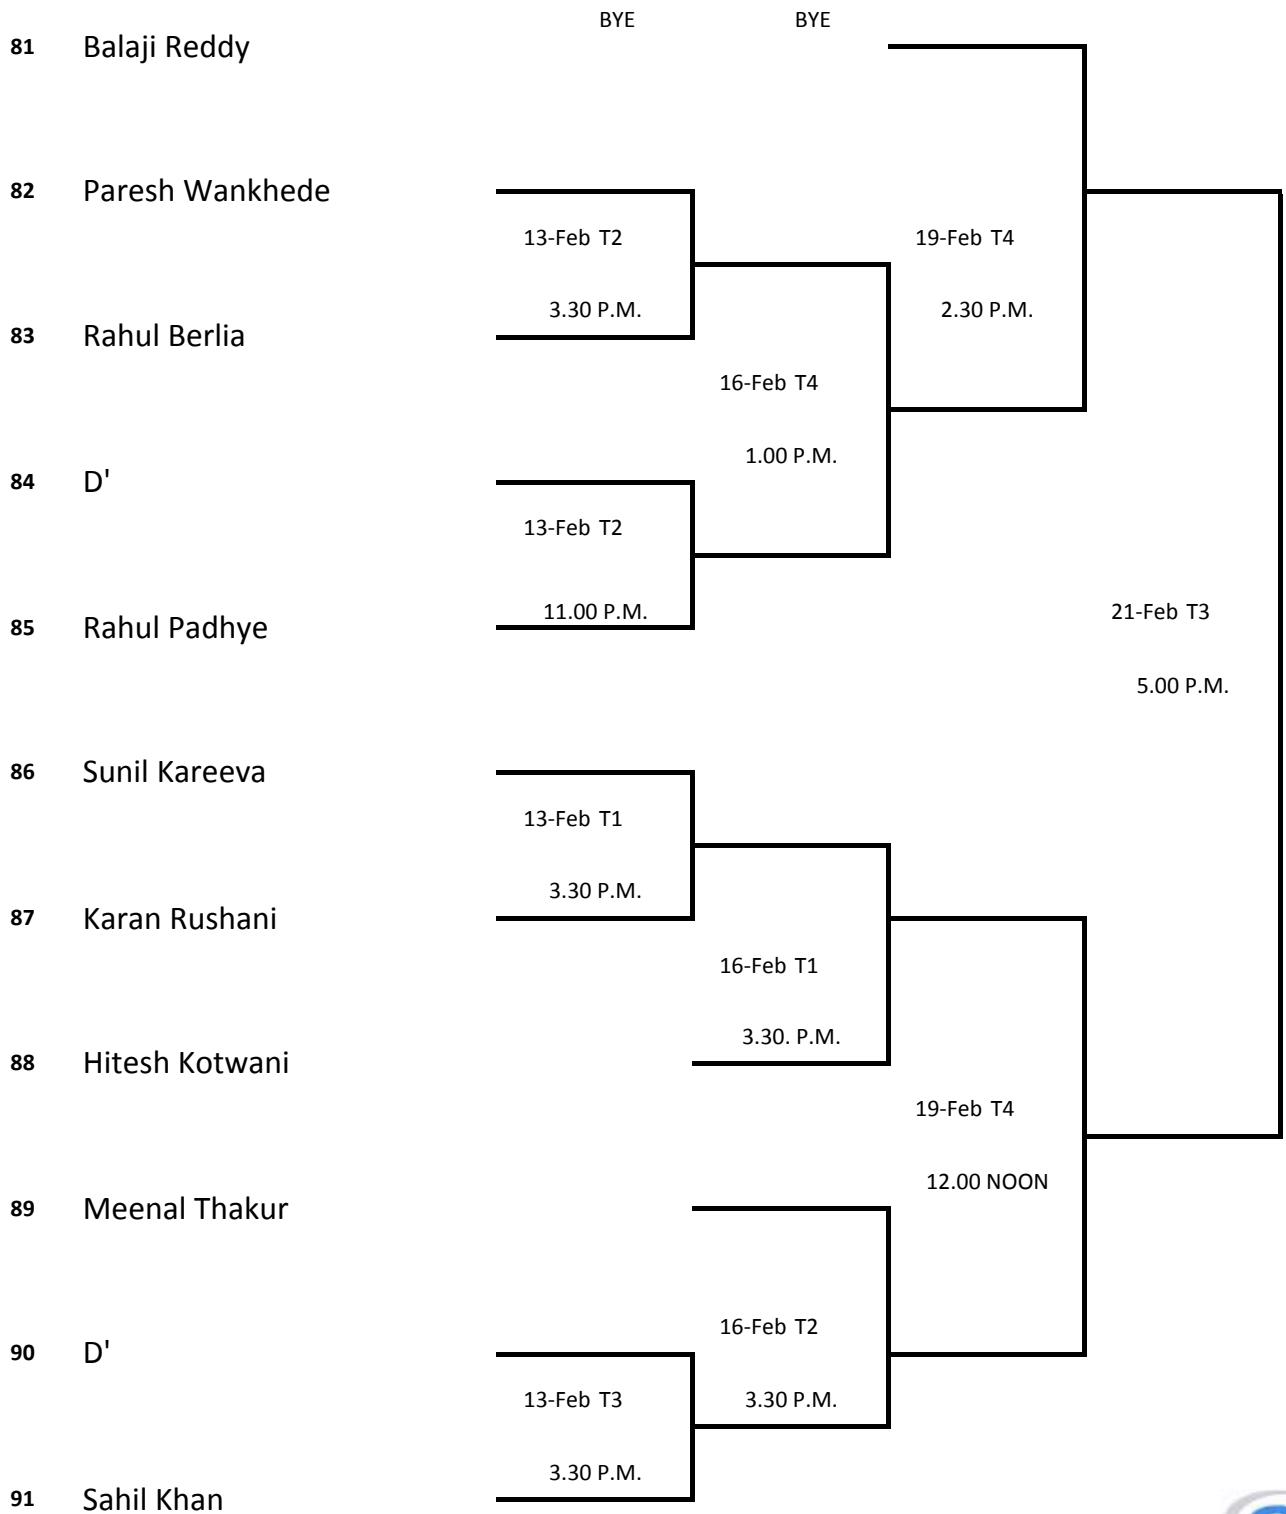 BYE BYE
81 Balaji Reddy
82 Paresh Wankhede
13-Feb T2 19-Feb T4
3.30 P.M. 2.30 P.M.
83 Rahul Berlia
16-Feb T4
1.00 P.M.
84 D'
13-Feb T2
11.00 P.M. 21-Feb T3
85 Rahul Padhye
5.00 P.M.
86 Sunil Kareeva
13-Feb T1
3.30 P.M.
87 Karan Rushani
16-Feb T1
3.30. P.M.
88 Hitesh Kotwani
19-Feb T4
12.00 NOON
89 Meenal Thakur
16-Feb T2
90 D'
13-Feb T3 3.30 P.M.
3.30 P.M.
91 Sahil Khan